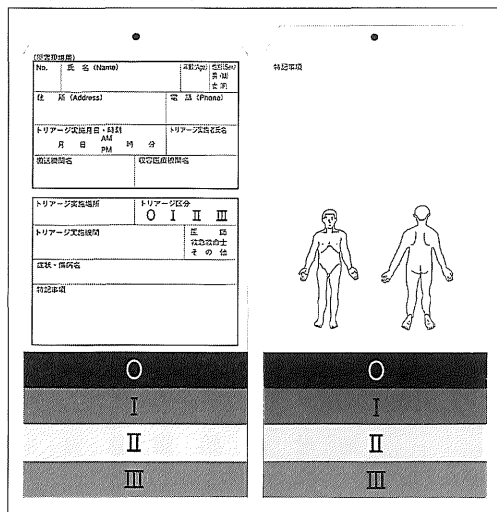 (災害現場用)
No. 氏 名 (Name) 年齢(Age) 性別(Sex)
男 (M)
女 (F)
住 所 (Address) 電 話 (Phone)
トリアージ実施月日・時刻 トリアージ実施者氏名
月 日 AM 時 分
PM
搬送機関名 収容医療機関名
トリアージ実施場所 トリアージ区分
O I II III
トリアージ実施機関 医 師
救急救命士
そ の 他
症状・傷病名
特記事項
O
I
II
III
特記事項
O
I
II
III